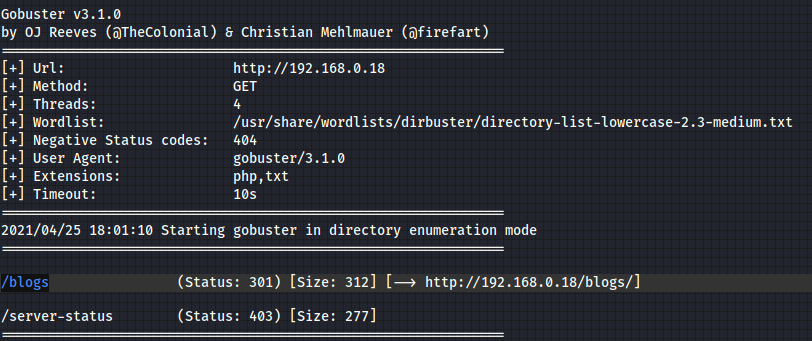 Gobuster v3.1.0
by OJ Reeves (@TheColonial) & Christian Mehlmauer (@firefart)
===============================================================
[+] Url:                     http://192.168.0.18
[+] Method:                  GET
[+] Threads:                 4
[+] Wordlist:                /usr/share/wordlists/dirbuster/directory-list-lowercase-2.3-medium.txt
[+] Negative Status codes:   404
[+] User Agent:              gobuster/3.1.0
[+] Extensions:              php,txt
[+] Timeout:                 10s
===============================================================
2021/04/25 18:01:10 Starting gobuster in directory enumeration mode
===============================================================
/blogs                (Status: 301) [Size: 312] [--> http://192.168.0.18/blogs/]
/server-status        (Status: 403) [Size: 277]
===============================================================